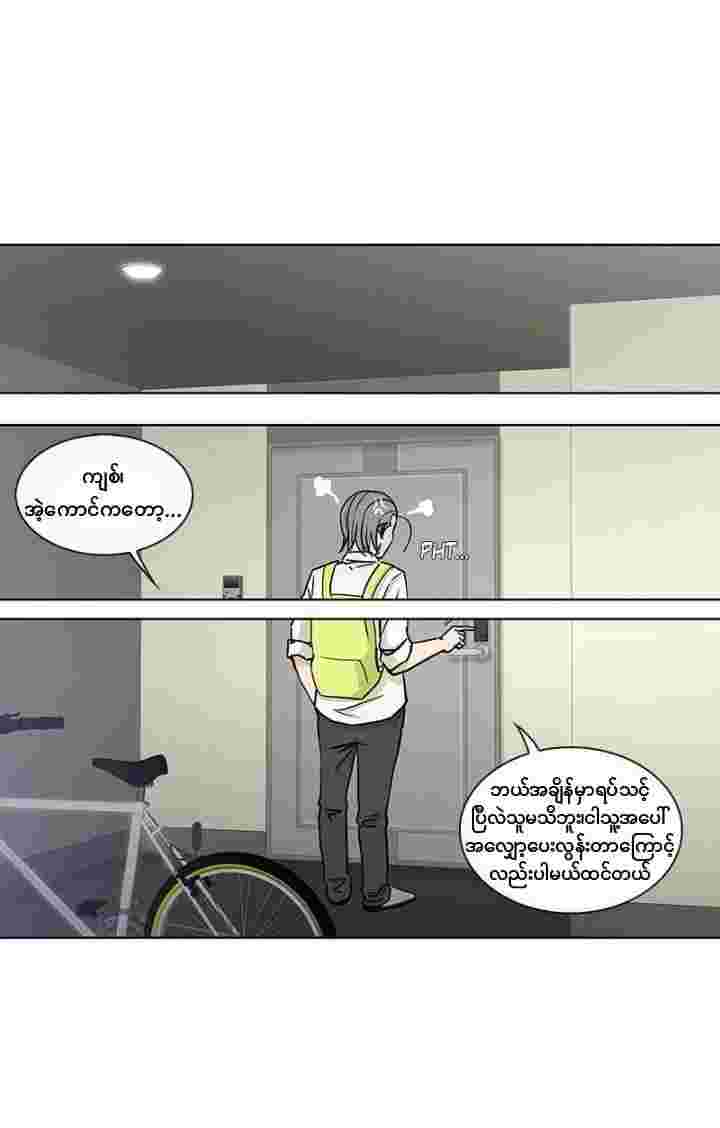 ကျစ်၊
အဲ့ကောင်ကတော့...
PHT...
ဘယ်အချိန်မှာရပ်သင့်
ပြီလဲသူမသိဘူး၊ငါသူ့အပေါ်
အလျှော့ပေးလွန်းတာကြောင့်
လည်းပါမယ်ထင်တယ်